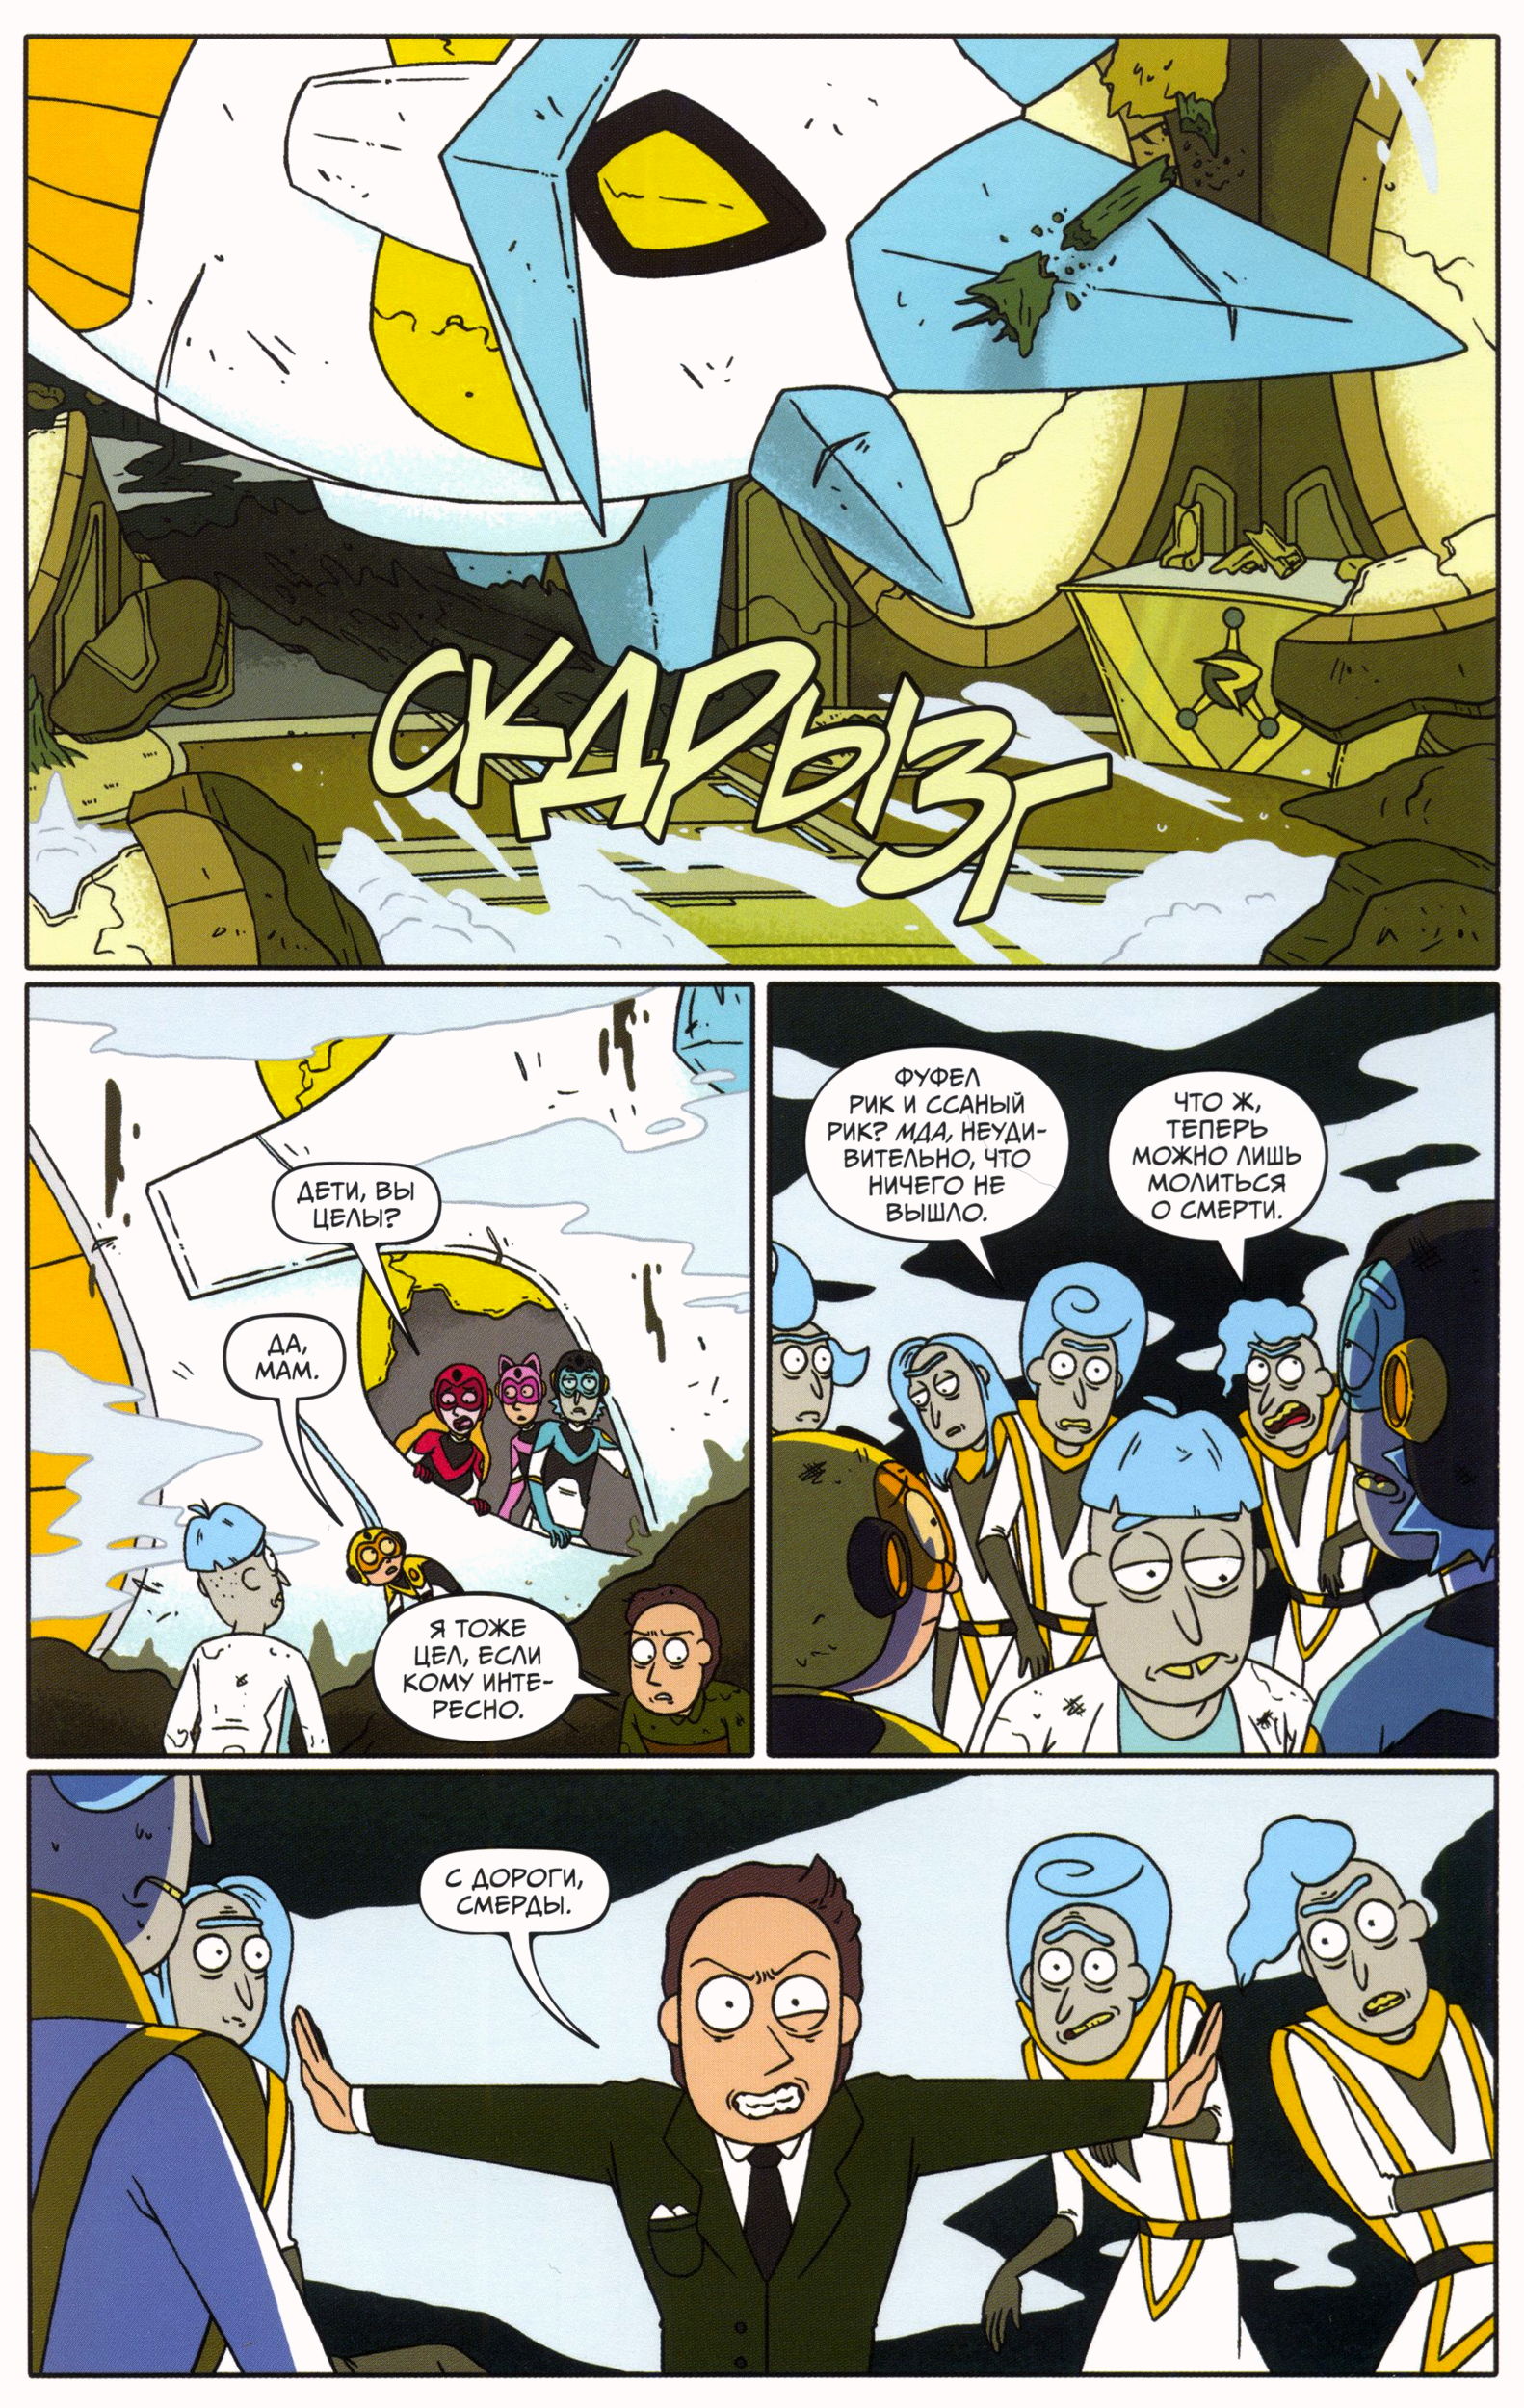 СКДРЫЗГ
ДЕТИ, ВЫ
ЦЕЛЫ?
ДА,
МАМ.
Я ТОЖЕ
ЦЕЛ, ЕСЛИ
КОМУ ИНТЕ-
РЕСНО.
ФУФЕЛ
РИК И ССАНЫЙ
РИК? МДА, НЕУДИ-
ВИТЕЛЬНО, ЧТО
НИЧЕГО НЕ
ВЫШЛО.
ЧТО Ж,
ТЕПЕРЬ
МОЖНО ЛИШЬ
МОЛИТЬСЯ
О СМЕРТИ.
С ДОРОГИ,
СМЕРДЫ.